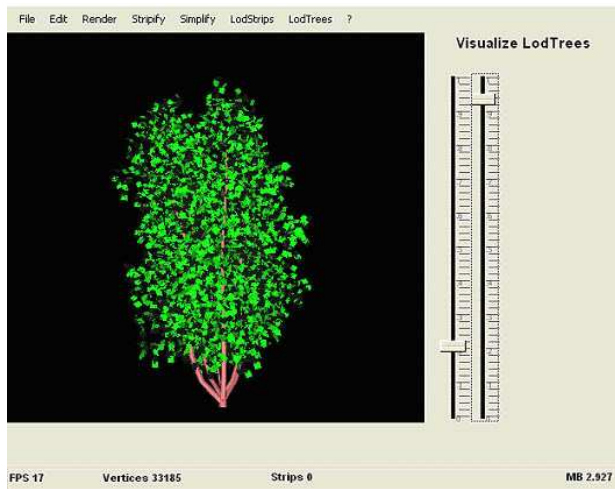 File Edit Render Stripify Simplify LodStrips LodTrees ?
Visualize LodTrees
FPS 17 Vertices 33185 Strips 0 MB 2.927